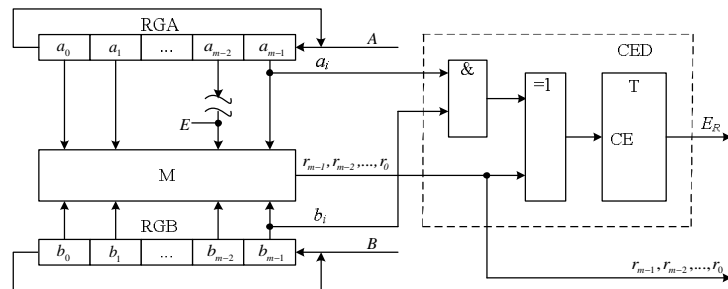 RGA
CED
a0 a1 ... am-2 am-1
A
ai
&
=1
T
E
CE
ER
M
rm-1, rm-2, ..., r0
RGB
bi
b0 b1 ... bm-2 bm-1
B
rm-1, rm-2, ..., r0